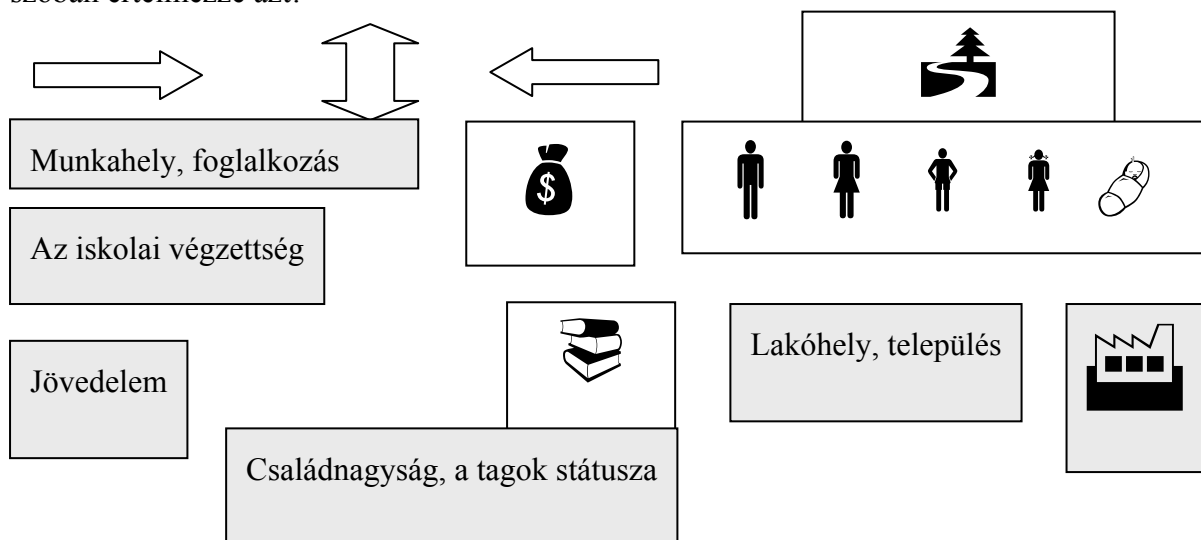 szóban értelmezze azt!
Munkahely, foglalkozás
Az iskolai végzettség
Jövedelem
Lakóhely, település
Családnagyság, a tagok státusza
$